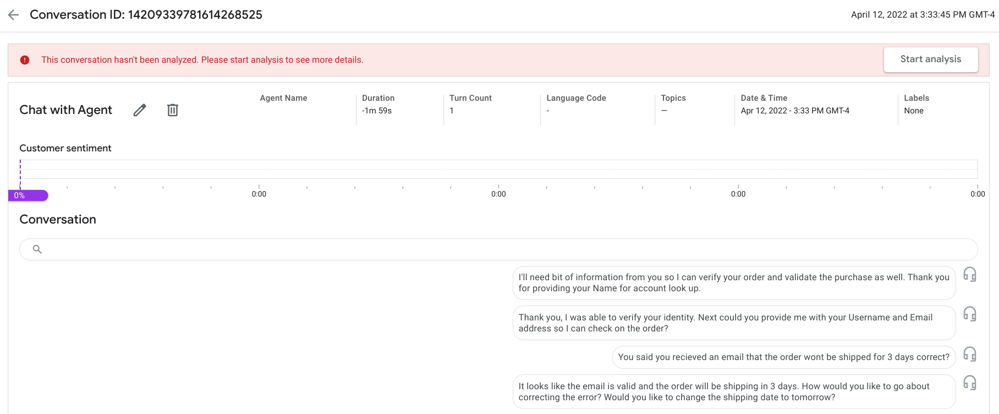 Conversation ID: 14209339781614268525
April 12, 2022 at 3:33:45 PM GMT-4
This conversation hasn't been analyzed. Please start analysis to see more details.
Start analysis
Chat with Agent
Agent Name
Duration
-1m 59s
Turn Count
1
Language Code
-
Topics
—
Date & Time
Apr 12, 2022 - 3:33 PM GMT-4
Labels
None
Customer sentiment
0%
0:00
0:00
0:00
0:00
Conversation
I'll need bit of information from you so I can verify your order and validate the purchase as well. Thank you
for providing your Name for account look up.
Thank you, I was able to verify your identity. Next could you provide me with your Username and Email
address so I can check on the order?
You said you recieved an email that the order wont be shipped for 3 days correct?
It looks like the email is valid and the order will be shipping in 3 days. How would you like to go about
correcting the error? Would you like to change the shipping date to tomorrow?